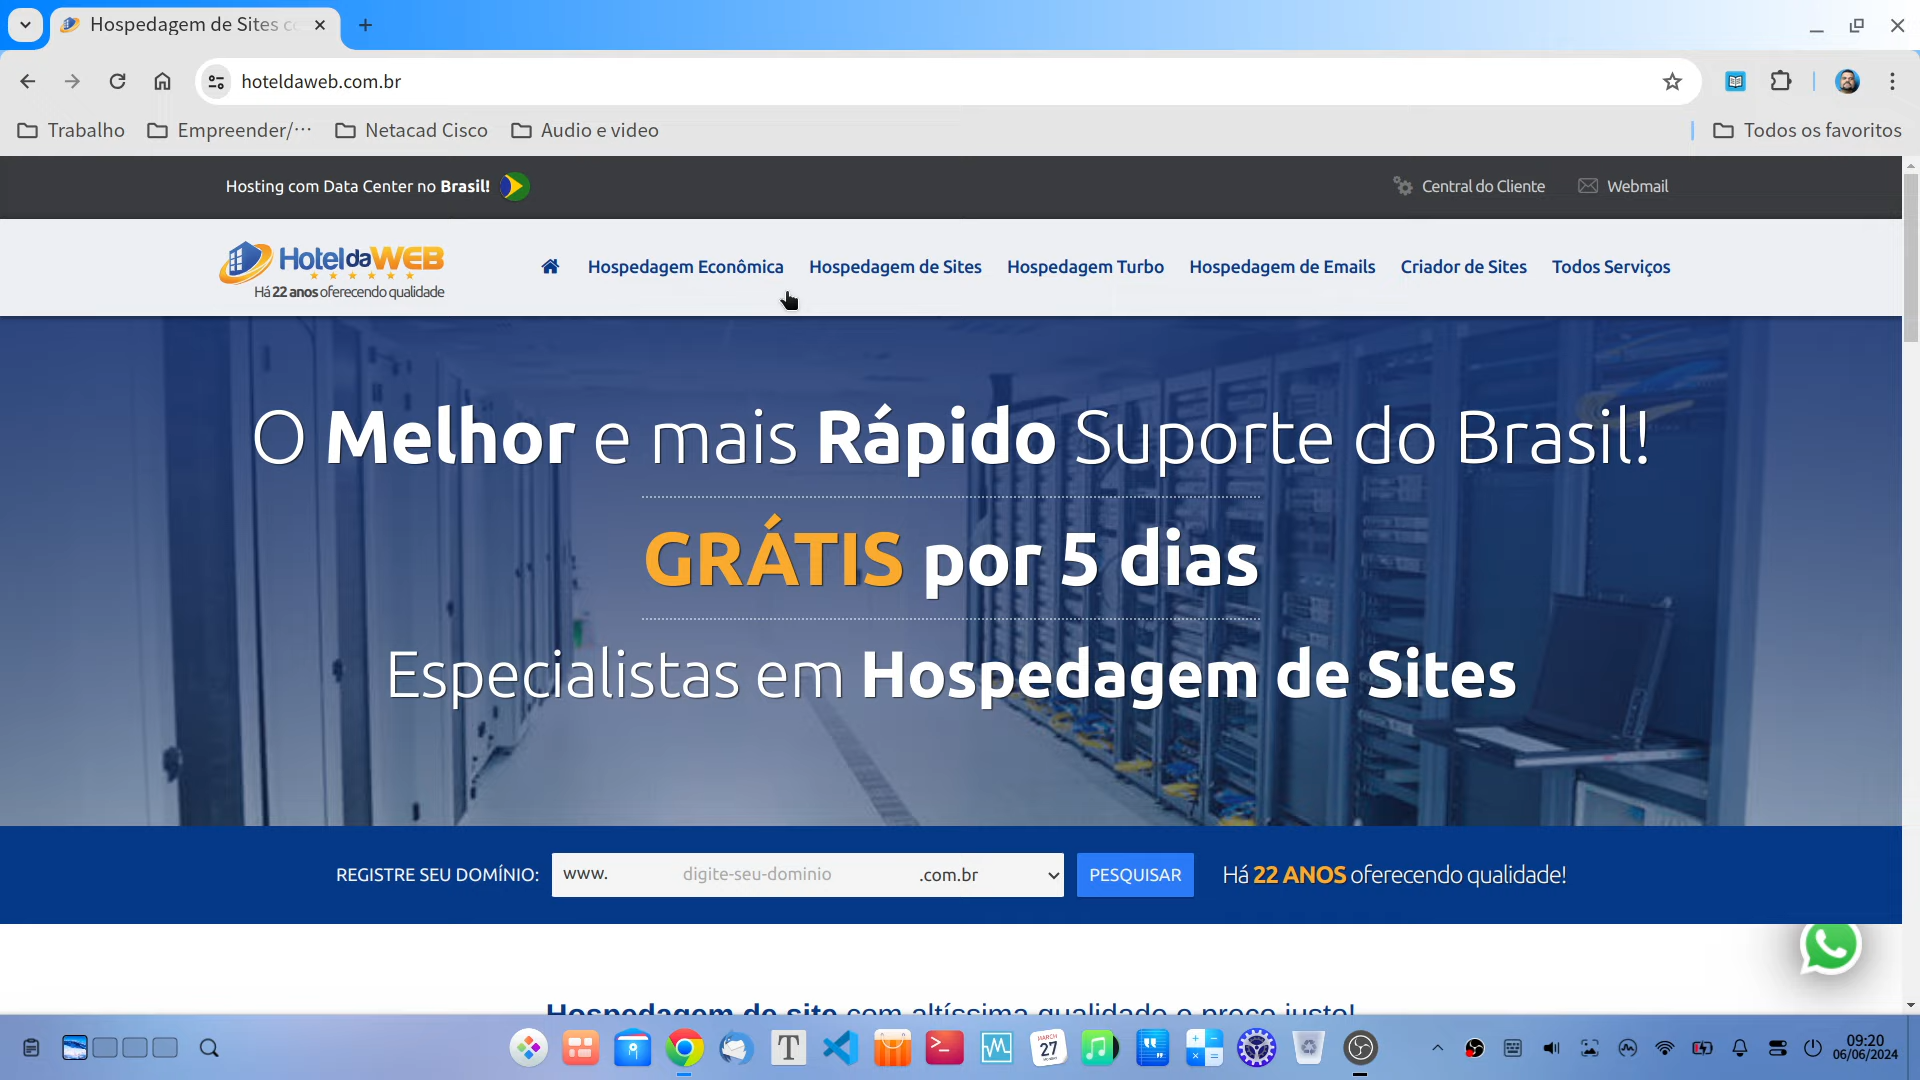 Hospedagem de Sites c
hoteldaweb.com.br
Trabalho
Empreender/···
Netacad Cisco
Audio e video
Todos os favoritos
Hosting com Data Center no Brasil!
Central do Cliente
Webmail
HoteldaWEB
Há 22 anos oferecendo qualidade
Hospedagem Econômica
Hospedagem de Sites
Hospedagem Turbo
Hospedagem de Emails
Criador de Sites
Todos Serviços
O Melhor e mais Rápido Suporte do Brasil!
GRÁTIS por 5 dias
Especialistas em Hospedagem de Sites
REGISTRE SEU DOMÍNIO:
www.
digite-seu-dominio
.com.br
PESQUISAR
Há 22 ANOS oferecendo qualidade!
Hospedagem de site com altíssima qualidade e preço justo!
T
MARCH
27
09:20
06/06/2024